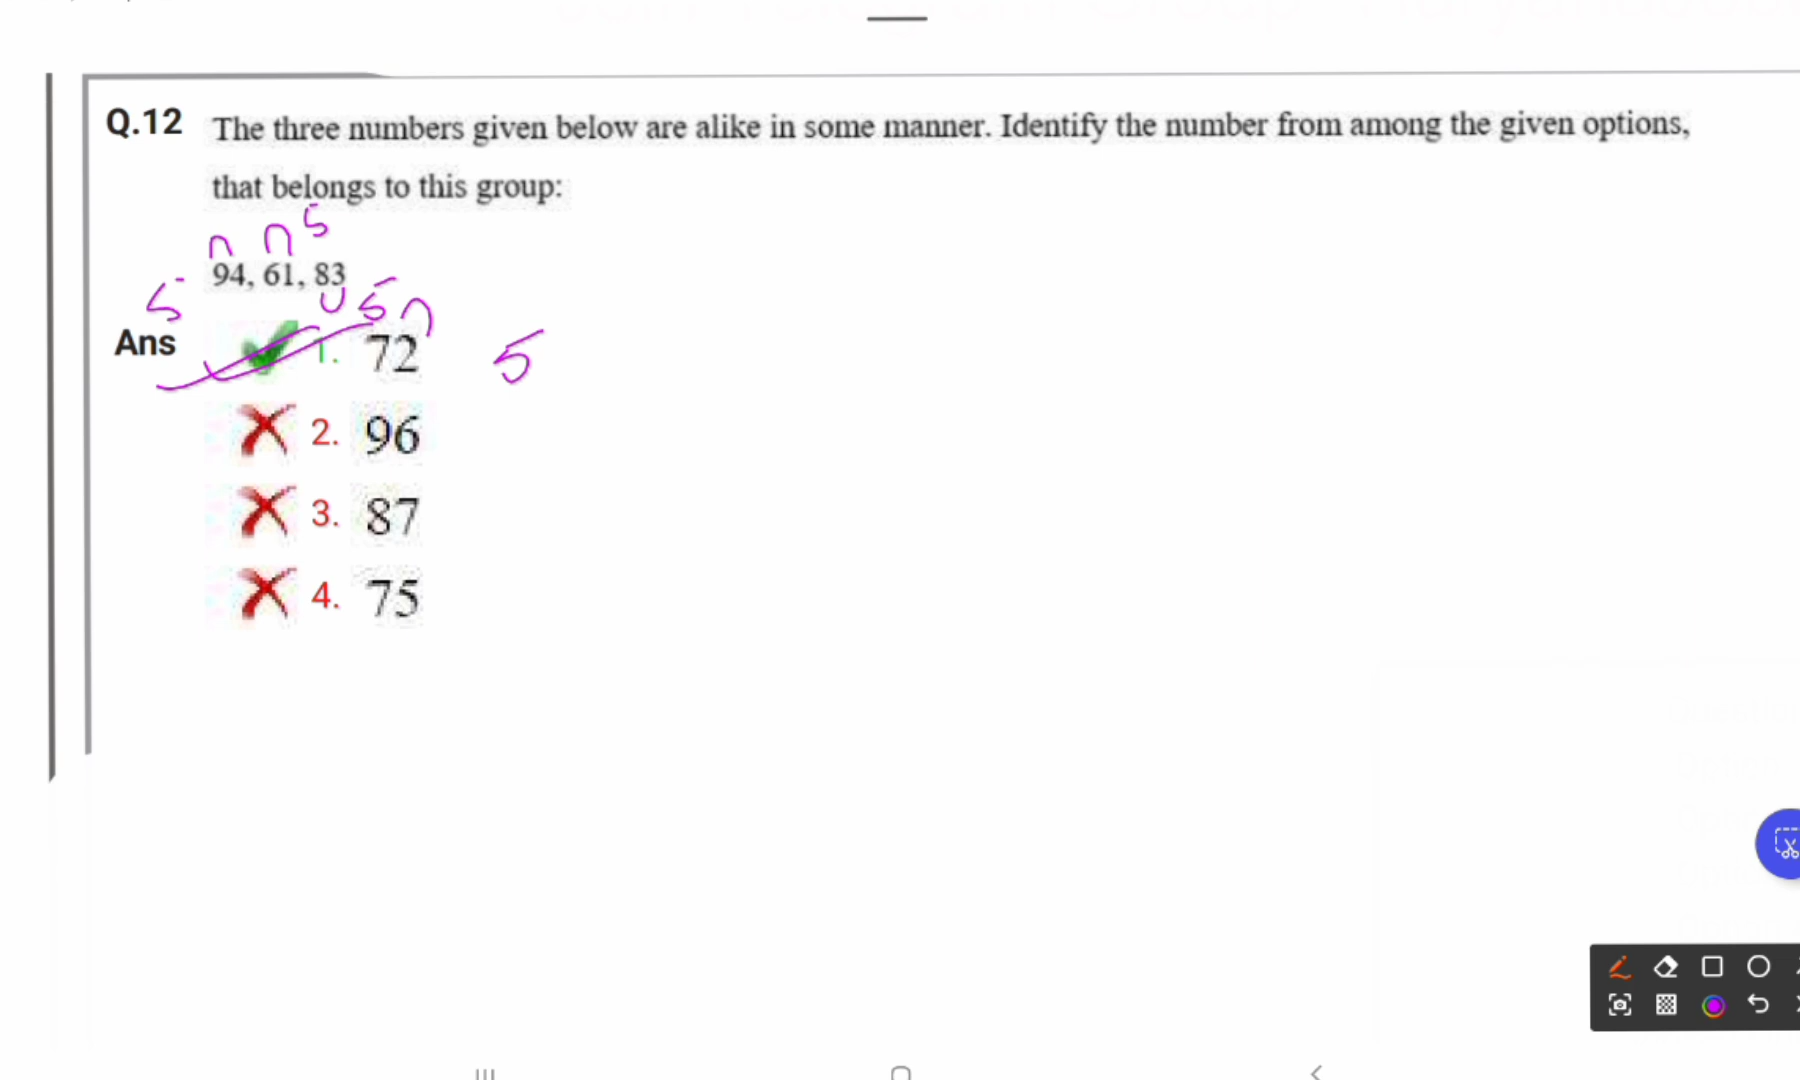 Q.12 The three numbers given below are alike in some manner. Identify the number from among the given options,
that belongs to this group:
5
94, 61, 83
5 5
Ans 1. 72 5
2. 96
3. 87
4. 75